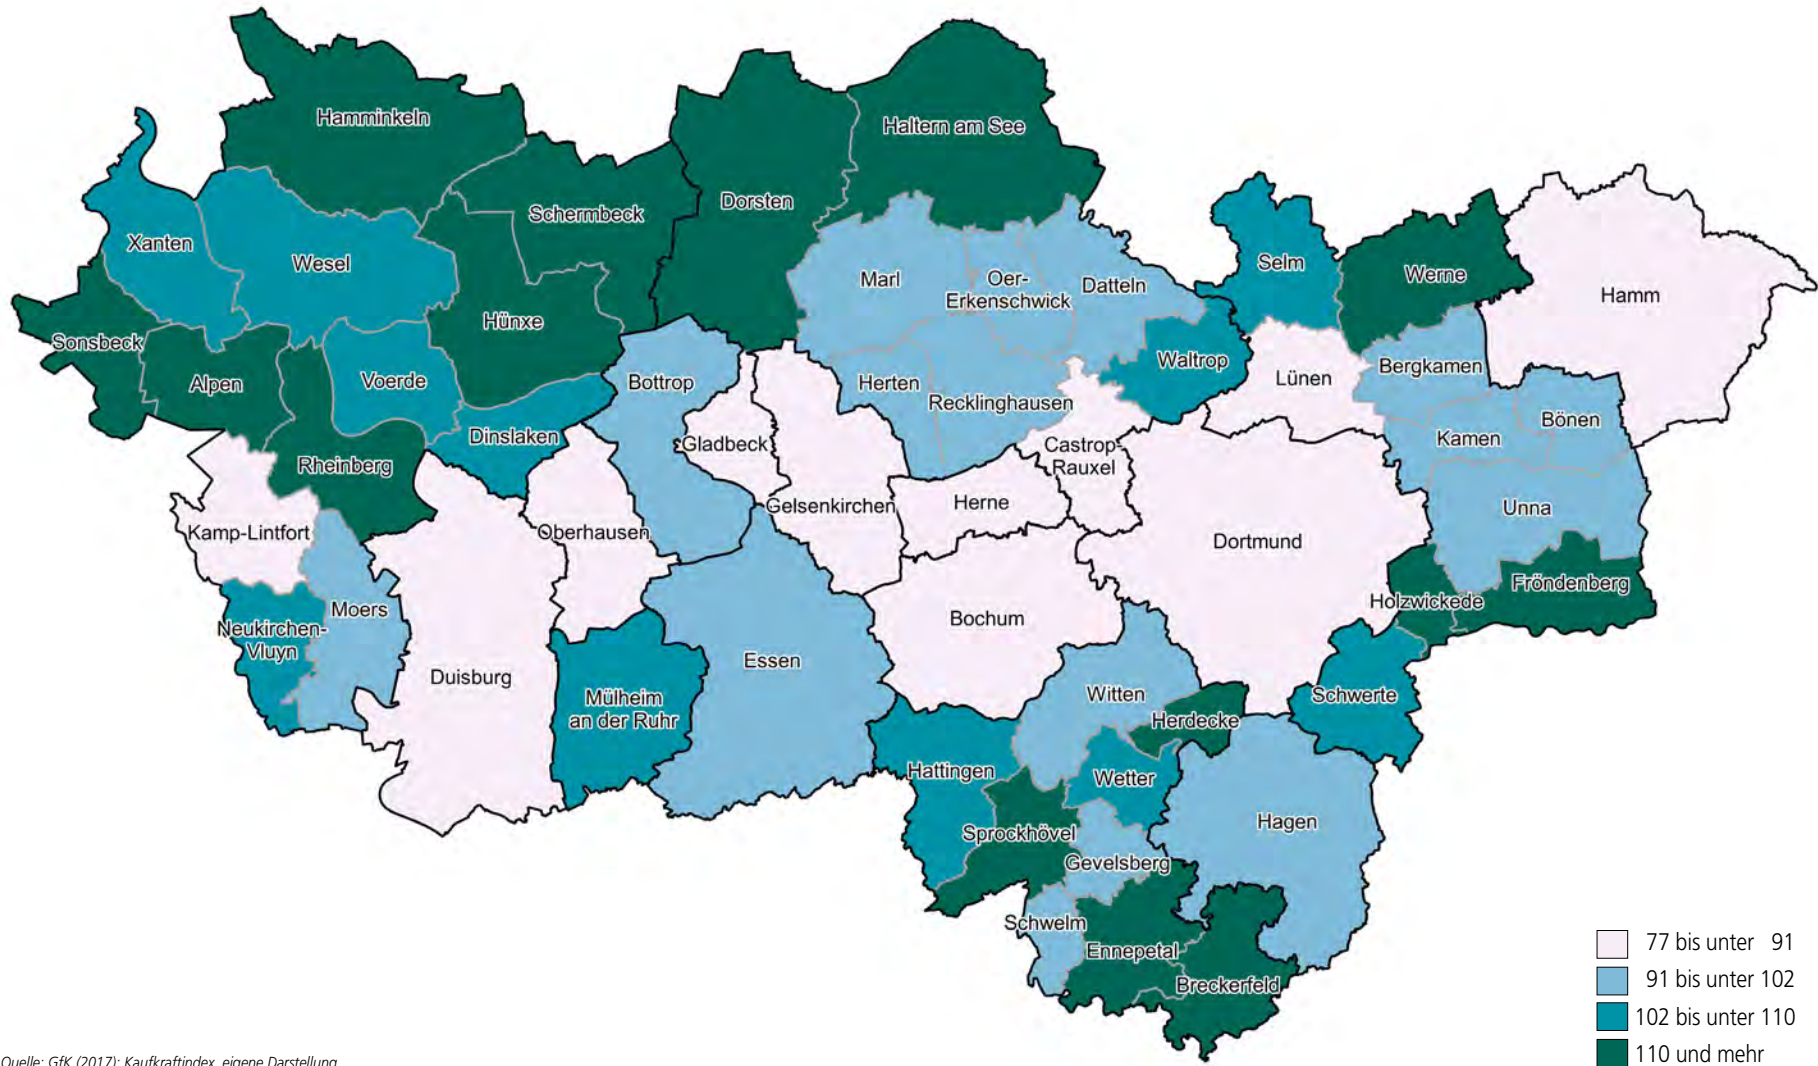 Hamminkeln
Haltern am See
Dorsten
Schermbeck
Xanten
Wesel
Selm
Werne
Hamm
Marl
Oer-
Erkenschwick
Datteln
Hünxe
Sonsbeck
Alpen
Voerde
Bottrop
Herten
Recklinghausen
Waltrop
Lünen
Bergkamen
Bönen
Kamen
Dinslaken
Gladbeck
Castrop-
Rauxel
Rheinberg
Gelsenkirchen
Herne
Unna
Kamp-Lintfort
Oberhausen
Dortmund
Fröndenberg
Holzwickede
Moers
Neukirchen-
Vluyn
Bochum
Essen
Duisburg
Mülheim
an der Ruhr
Witten
Herdecke
Schwerte
Hattingen
Wetter
Hagen
Sprockhövel
Gevelsberg
Schwelm
Ennepetal
Breckerfeld
77 bis unter 91
91 bis unter 102
102 bis unter 110
110 und mehr
Quelle: GfK (2017): Kaufkraftindex, eigene Darstellung